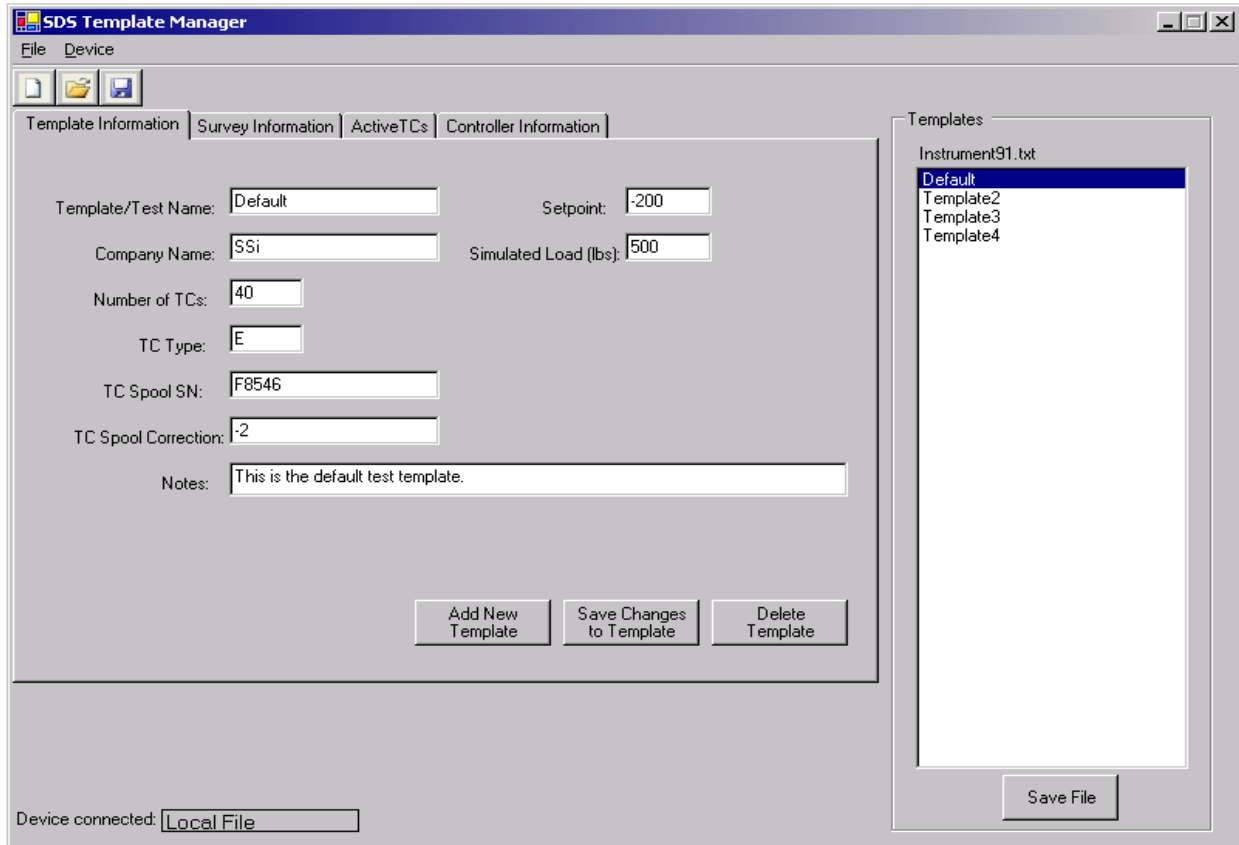 SDS Template Manager
File Device
Template Information Survey Information ActiveTCs Controller Information
Template/Test Name: Default Setpoint: -200
Company Name: SSi Simulated Load (lbs): 500
Number of TCs: 40
TC Type: E
TC Spool SN: F8546
TC Spool Correction: -2
Notes: This is the default test template.
Add New Template
Save Changes to Template
Delete Template
Templates
Instrument91.txt
Default
Template2
Template3
Template4
Save File
Device connected: Local File